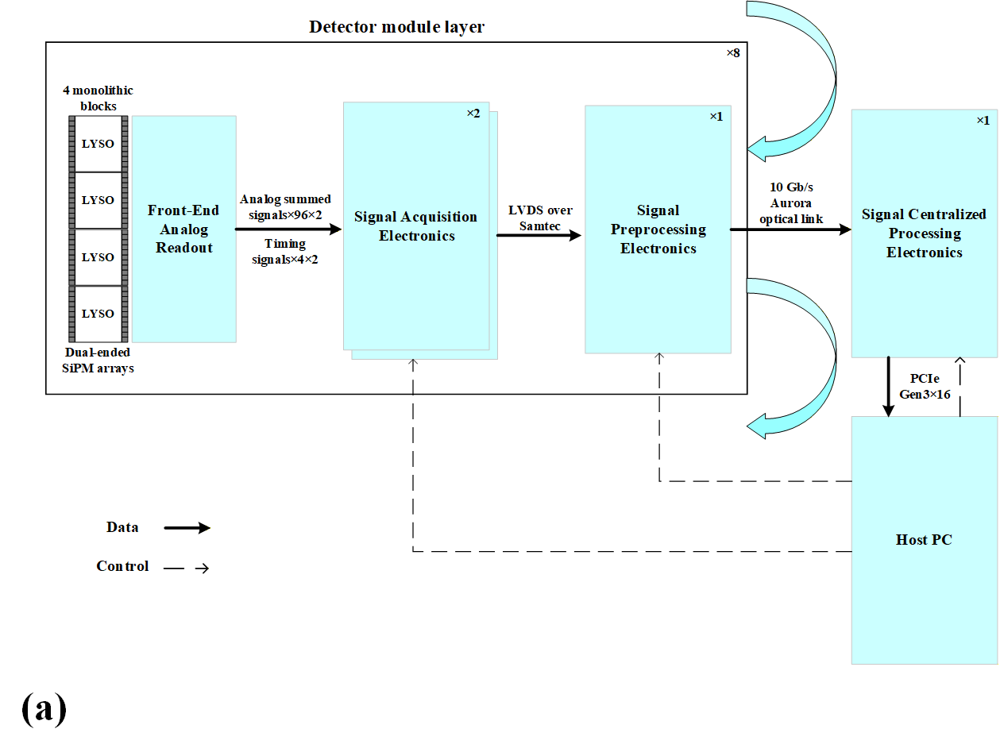 Detector module layer
×8
4 monolithic
blocks
LYSO
LYSO
LYSO
LYSO
Dual-ended
SiPM arrays
Front-End
Analog
Readout
Analog summed
signals×96×2
Timing
signals×4×2
×2
Signal Acquisition
Electronics
LVDS over
Samtec
×1
Signal
Preprocessing
Electronics
10 Gb/s
Aurora
optical link
×1
Signal Centralized
Processing
Electronics
PCIe
Gen3×16
Host PC
Data
Control
(a)